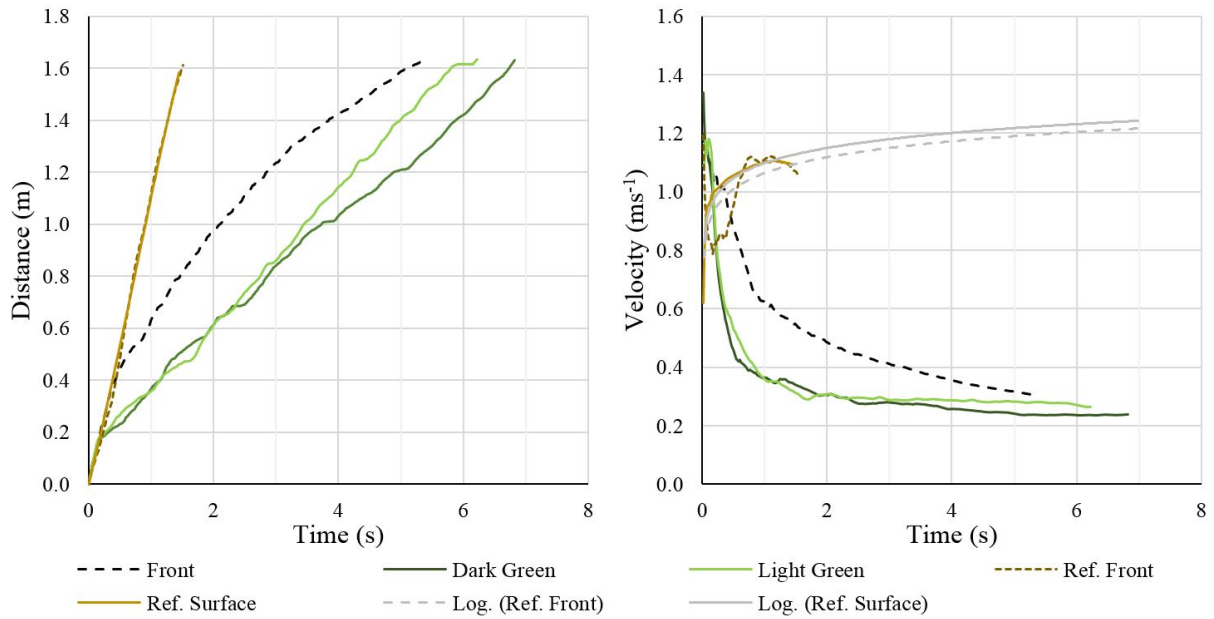 1.8
1.6
1.4
1.2
1.0
0.8
0.6
0.4
0.2
0.0
Distance (m)
0 2 4 6 8
Time (s)
1.6
1.4
1.2
1.0
0.8
0.6
0.4
0.2
0.0
Velocity (ms⁻¹)
0 2 4 6 8
Time (s)
Front Dark Green Light Green Ref. Front
Ref. Surface Log. (Ref. Front) Log. (Ref. Surface)